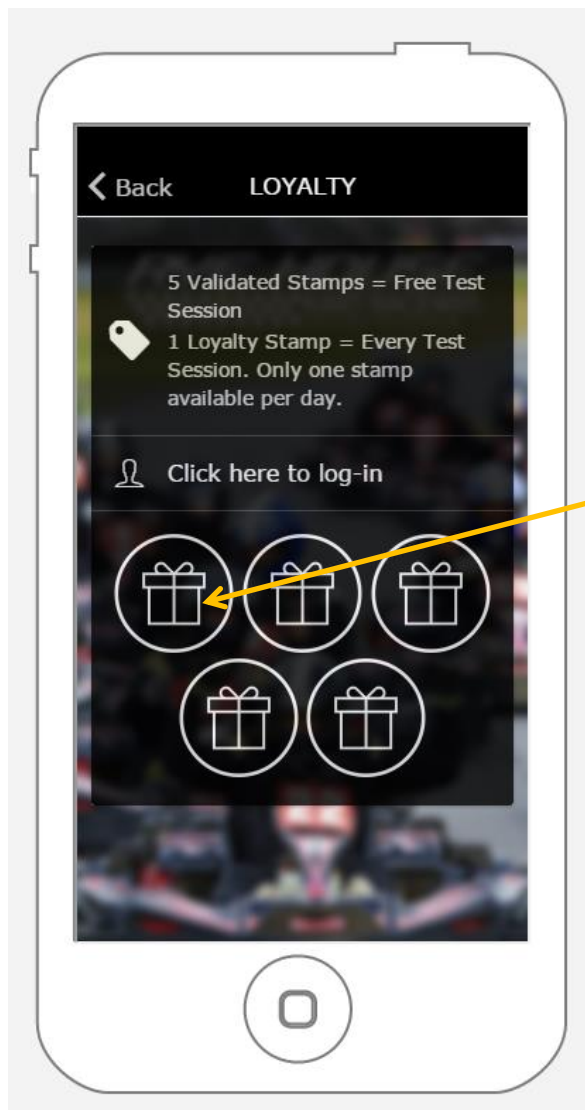 Back
LOYALTY
5 Validated Stamps = Free Test
Session
1 Loyalty Stamp = Every Test
Session. Only one stamp
available per day.
Click here to log-in